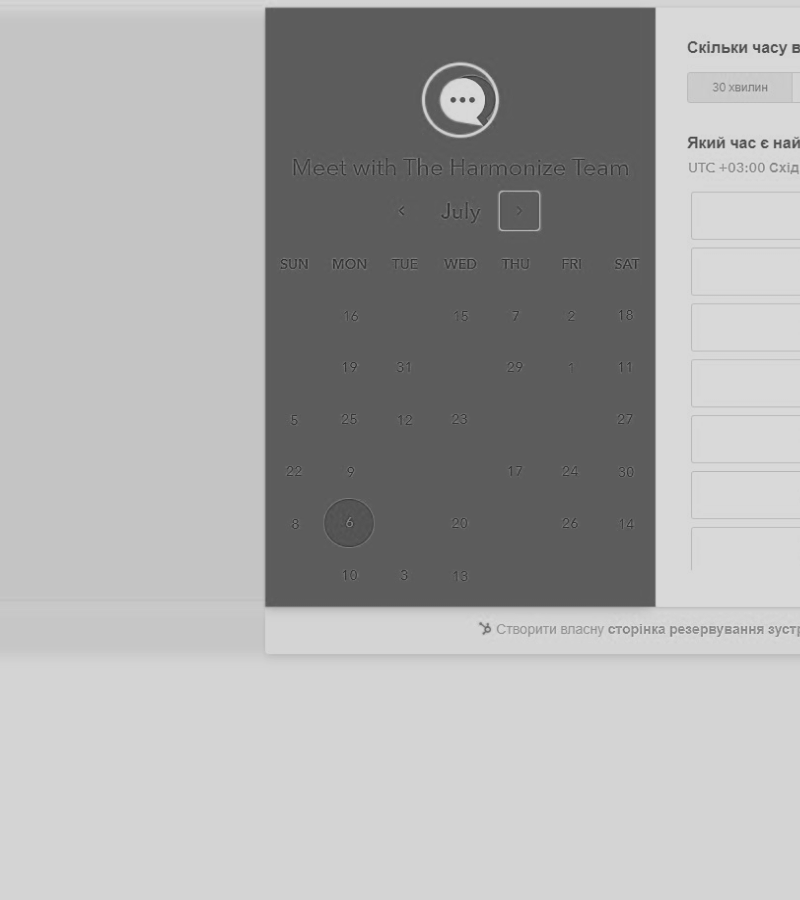 Скільки часу в
30 хвилин
Meet with The Harmonize Team
Який час є най
UTC +03:00 Схід
July
SUN MON TUE WED THU FRI SAT
16 15 7 2 18
19 31 29 1 11
5 25 12 23 27
22 9 17 24 30
8 6 20 26 14
10 3 13
Створити власну сторінка резервування зустр